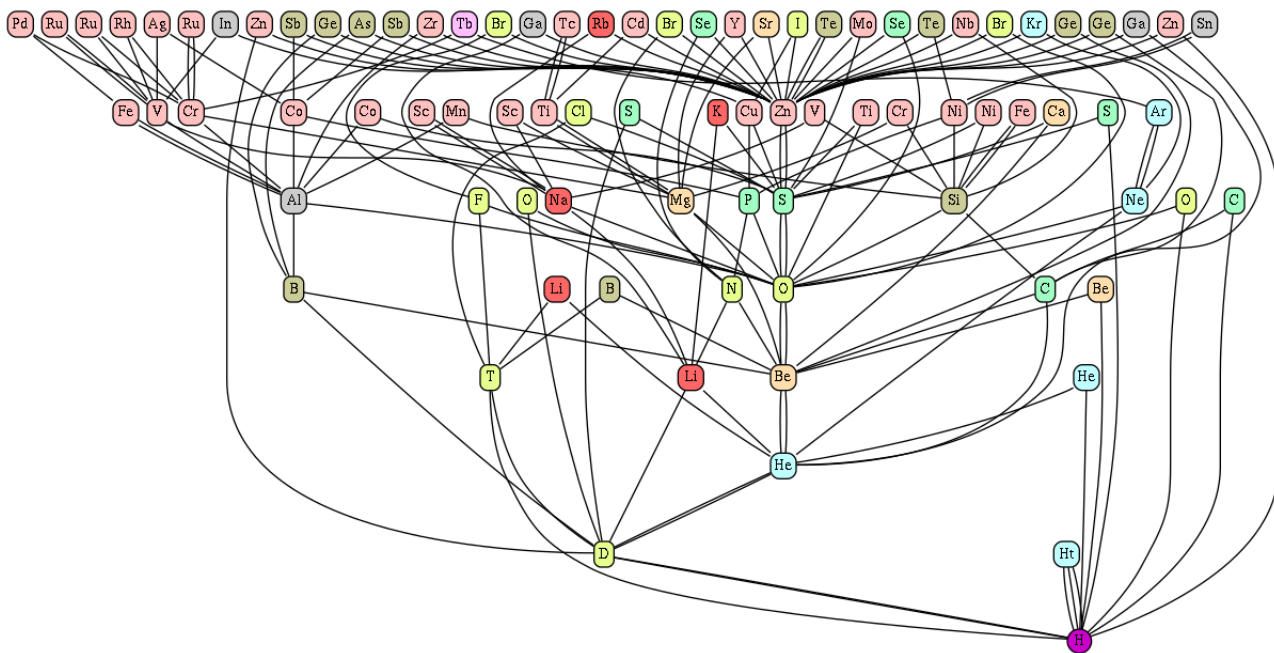 Pd Ru Ru Rh Ag Ru In Zn Sb Ge As Sb Zr Tb Br Ga Tc Rb Cd Br Se Y Sr I Te Mo Se Te Nb Br Kr Ge Ge Ga Zn Sn
Fe V Cr Co Co Sc Mn Sc Ti Cl S K Cu Zn V Ti Cr Ni Ni Fe Ca S Ar
Al F O Na Mg P S Si Ne O C
B Li B N O C Be
T Li Be He
He
D Ht
H